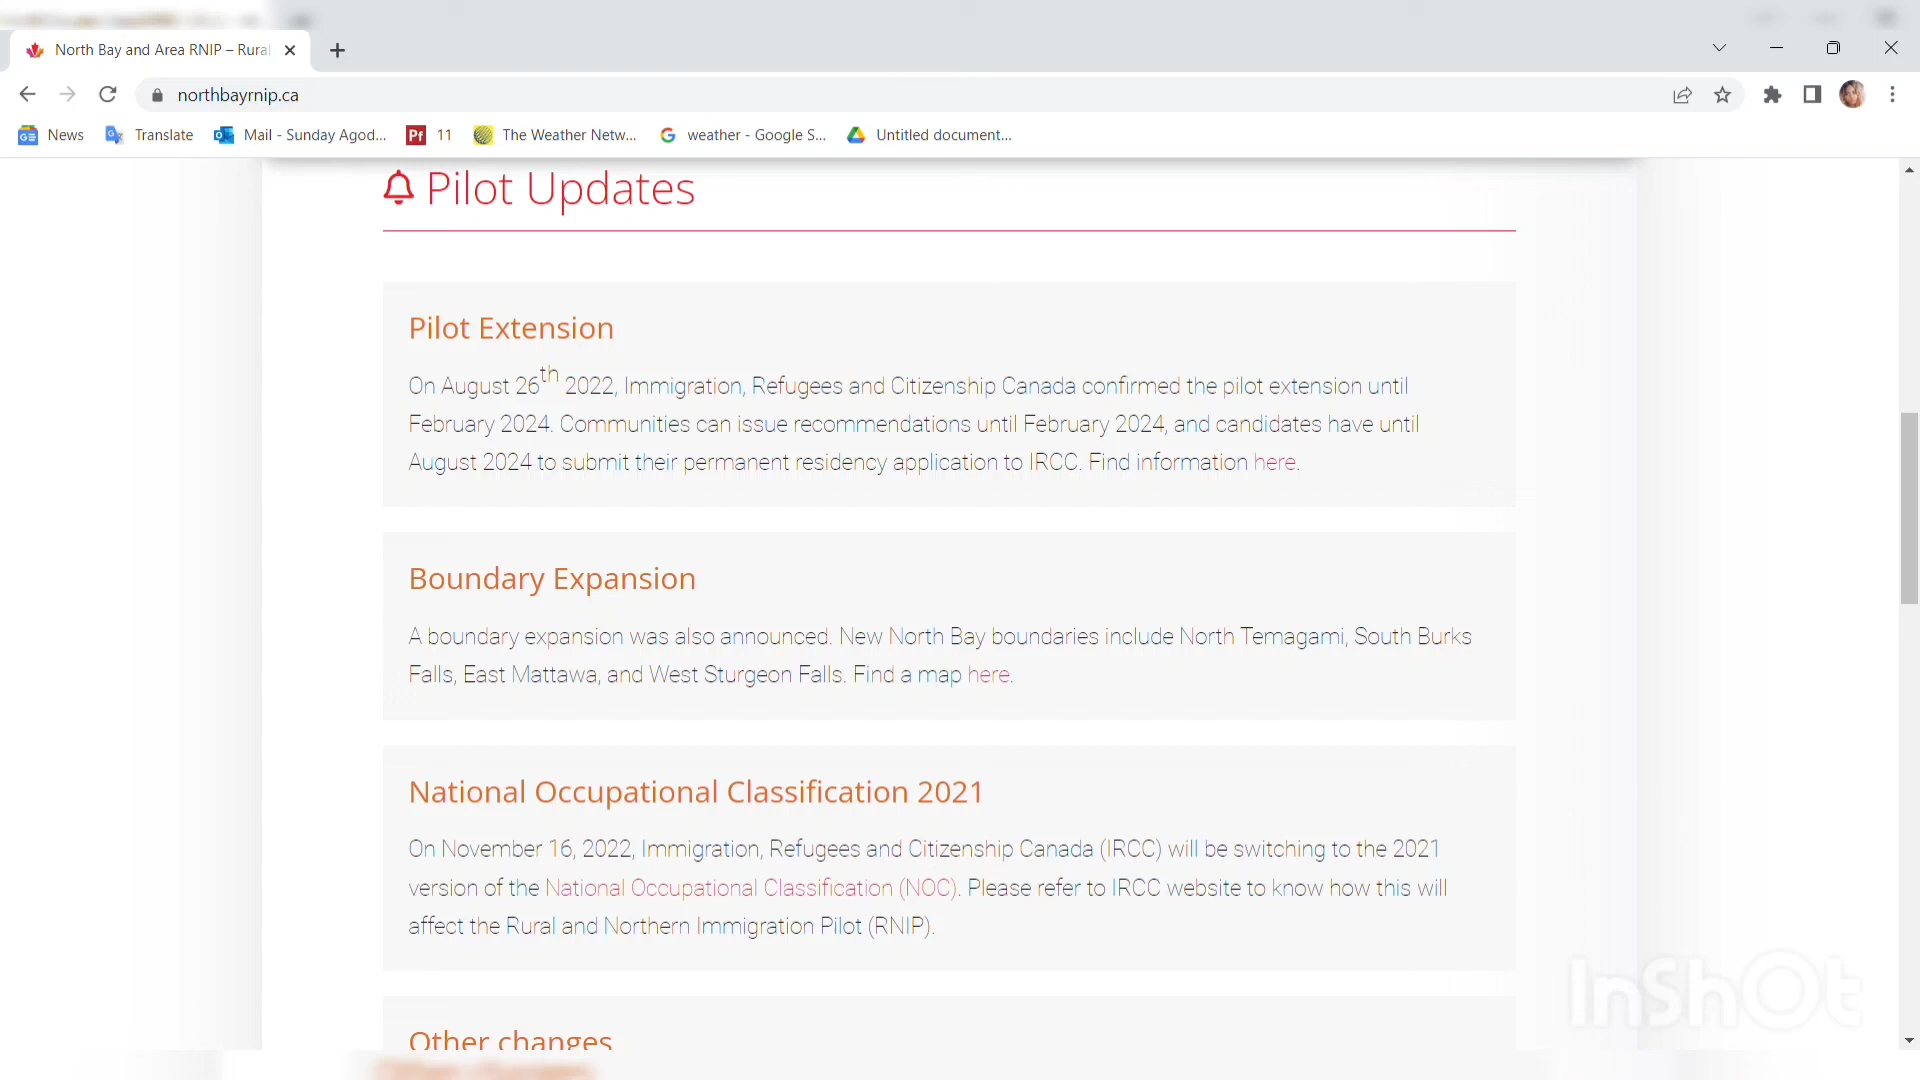 North Bay and Area RNIP – Rural
northbayrnip.ca
News
Translate
Mail - Sunday Agod...
Pf 11
The Weather Netw...
weather - Google S...
Untitled document...
Pilot Updates
Pilot Extension
On August 26th 2022, Immigration, Refugees and Citizenship Canada confirmed the pilot extension until
February 2024. Communities can issue recommendations until February 2024, and candidates have until
August 2024 to submit their permanent residency application to IRCC. Find information here.
Boundary Expansion
A boundary expansion was also announced. New North Bay boundaries include North Temagami, South Burks
Falls, East Mattawa, and West Sturgeon Falls. Find a map here.
National Occupational Classification 2021
On November 16, 2022, Immigration, Refugees and Citizenship Canada (IRCC) will be switching to the 2021
version of the National Occupational Classification (NOC). Please refer to IRCC website to know how this will
affect the Rural and Northern Immigration Pilot (RNIP).
Other changes
InShOt